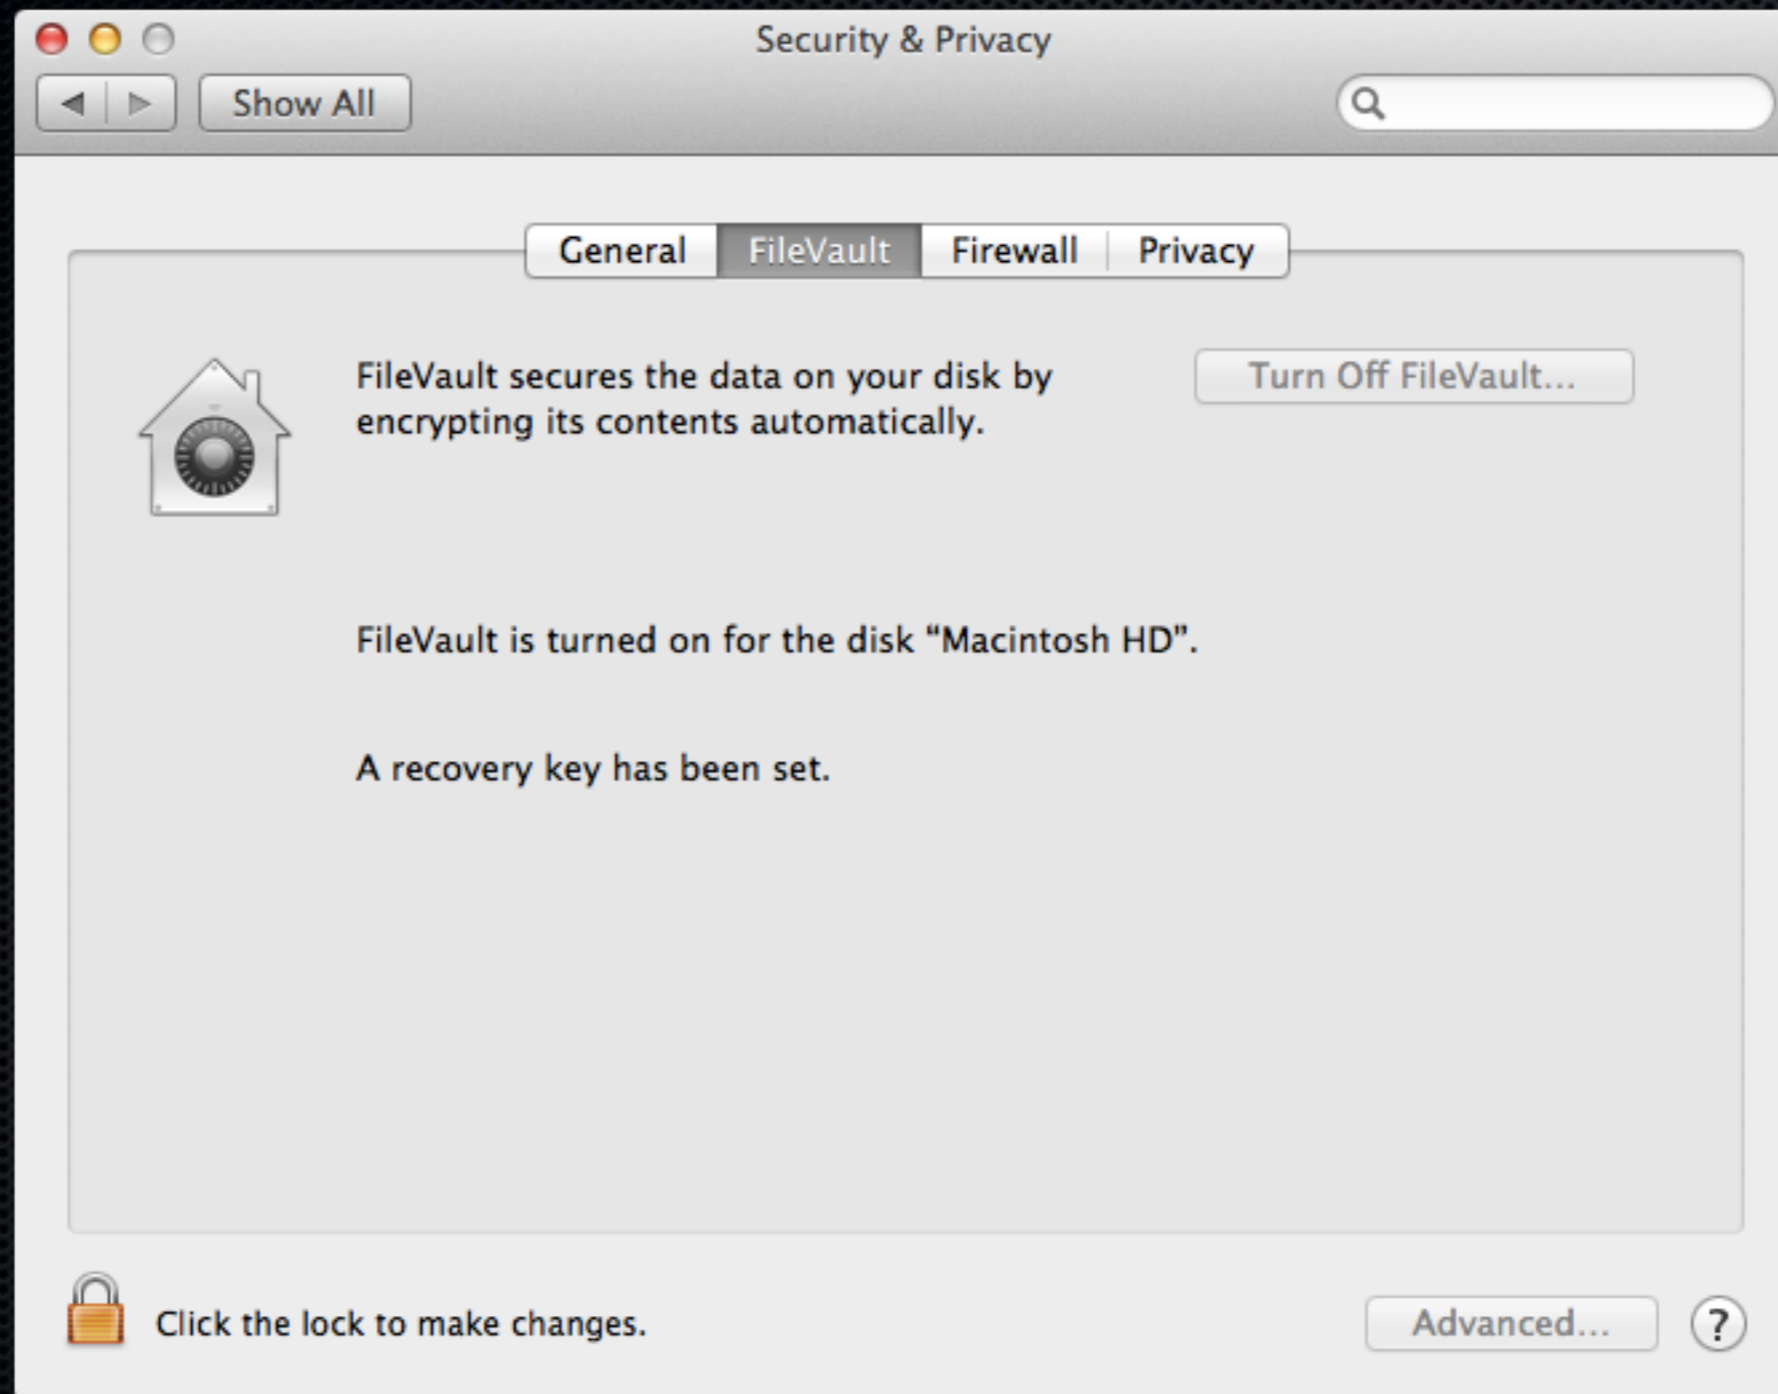 Security & Privacy
Show All
General FileVault Firewall Privacy
FileVault secures the data on your disk by
encrypting its contents automatically.
Turn Off FileVault...
FileVault is turned on for the disk “Macintosh HD”.
A recovery key has been set.
Click the lock to make changes.
Advanced...
?